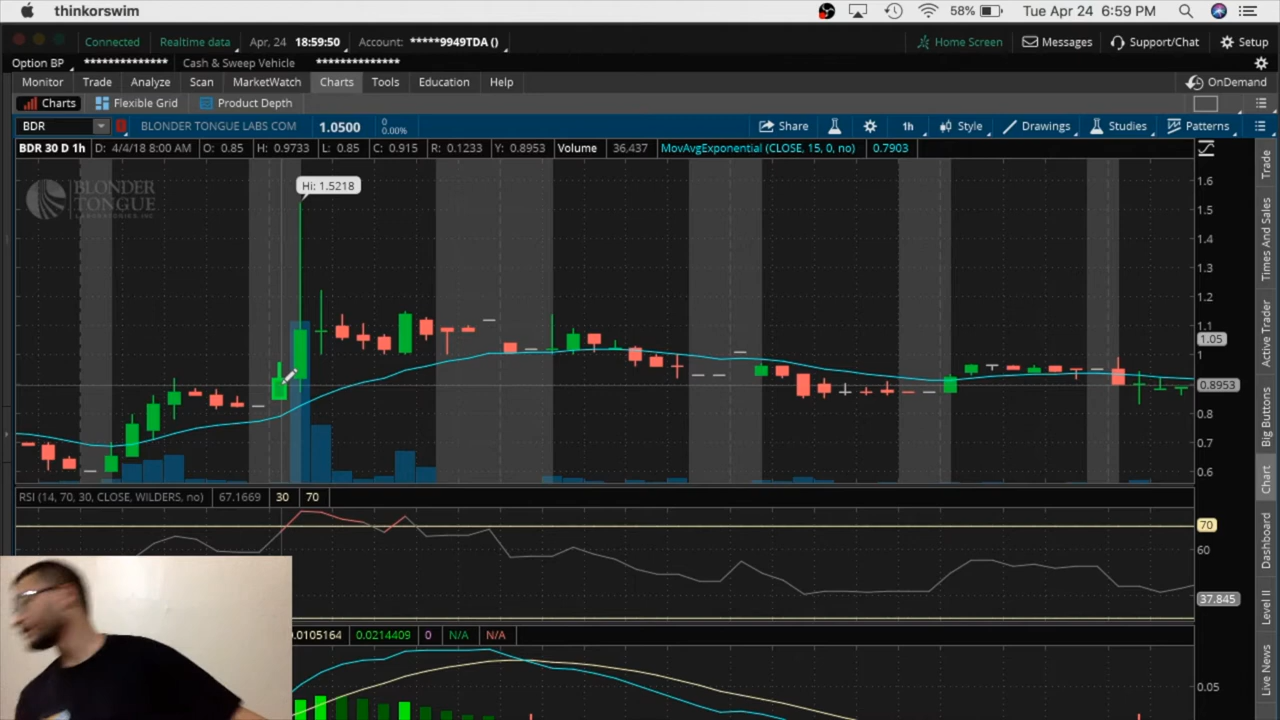 thinkorswim 58% Tue Apr 24 6:59 PM
Connected Realtime data Apr, 24 18:59:50 Account: *****9949TDA () Home Screen Messages Support/Chat Setup
Option BP ************** Cash & Sweep Vehicle **************
Monitor Trade Analyze Scan MarketWatch Charts Tools Education Help OnDemand
Charts Flexible Grid Product Depth
BDR BLONDER TONGUE LABS COM 1.0500 0 Share 1h Style Drawings Studies Patterns
0.00%
BDR 30 D 1h D: 4/4/18 8:00 AM O: 0.85 H: 0.9733 L: 0.85 C: 0.915 R: 0.1233 Y: 0.8953 Volume 36,437 MovAvgExponential (CLOSE, 15, 0, no) 0.7903
BLONDER
TONGUE
LABORATORIES INC
Hi: 1.5218
1.6
1.5
1.4
1.3
1.2
1.1
1.05
1
0.8953
0.8
0.7
0.6
RSI (14, 70, 30, CLOSE, WILDERS, no) 67.1669 30 70
70
60
37.845
.0105164 0.0214409 0 N/A N/A
0.05
Trade
Times And Sales
Active Trader
Big Buttons
Chart
Dashboard
Level II
Live News